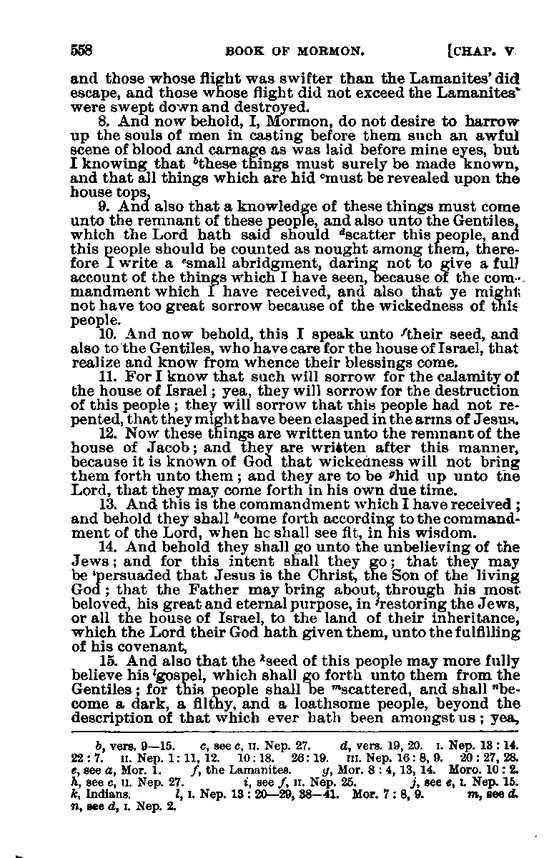 558 BOOK OF MORMON. [CHAP. V
and those whose flight was swifter than the Lamanites' did
escape, and those whose flight did not exceed the Lamanites'
were swept down and destroyed.
8. And now behold, I, Mormon, do not desire to harrow
up the souls of men in casting before them such an awful
scene of blood and carnage as was laid before mine eyes, but
I knowing that ᵇthese things must surely be made known,
and that all things which are hid ᶜmust be revealed upon the
house tops,
9. And also that a knowledge of these things must come
unto the remnant of these people, and also unto the Gentiles,
which the Lord hath said should ᵈscatter this people, and
this people should be counted as nought among them, there-
fore I write a ᵉsmall abridgment, daring not to give a full
account of the things which I have seen, because of the com-
mandment which I have received, and also that ye might
not have too great sorrow because of the wickedness of this
people.
10. And now behold, this I speak unto ᶠtheir seed, and
also to the Gentiles, who have care for the house of Israel, that
realize and know from whence their blessings come.
11. For I know that such will sorrow for the calamity of
the house of Israel; yea, they will sorrow for the destruction
of this people; they will sorrow that this people had not re-
pented, that they might have been clasped in the arms of Jesus.
12. Now these things are written unto the remnant of the
house of Jacob; and they are written after this manner,
because it is known of God that wickedness will not bring
them forth unto them; and they are to be ᵍhid up unto the
Lord, that they may come forth in his own due time.
13. And this is the commandment which I have received;
and behold they shall ʰcome forth according to the command-
ment of the Lord, when he shall see fit, in his wisdom.
14. And behold they shall go unto the unbelieving of the
Jews; and for this intent shall they go; that they may
be ⁱpersuaded that Jesus is the Christ, the Son of the living
God; that the Father may bring about, through his most
beloved, his great and eternal purpose, in ʲrestoring the Jews,
or all the house of Israel, to the land of their inheritance,
which the Lord their God hath given them, unto the fulfilling
of his covenant,
15. And also that the ᵏseed of this people may more fully
believe his ˡgospel, which shall go forth unto them from the
Gentiles; for this people shall be ᵐscattered, and shall ⁿbe-
come a dark, a filthy, and a loathsome people, beyond the
description of that which ever hath been amongst us; yea,
b, vers. 9—15. c, see c, II. Nep. 27. d, vers. 19, 20. I. Nep. 13:14.
22:7. II. Nep. 1:11, 12. 10:18. 26:19. III. Nep. 16:8, 9. 20:27, 28.
e, see a, Mor. 1. f, the Lamanites. g, Mor. 8:4, 13, 14. Moro. 10:2.
h, see c, II. Nep. 27. i, see f, II. Nep. 25. j, see e, I. Nep. 15.
k, Indians. l, I. Nep. 13:20—29, 38—41. Mor. 7:8, 9. m, see d.
n, see d, I. Nep. 2.